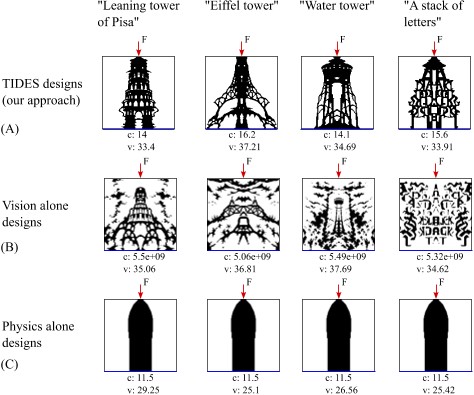 "Leaning tower of Pisa" "Eiffel tower" "Water tower" "A stack of letters"
F F F F
TIDES designs
(our approach)
(A)
c: 14 c: 16.2 c: 14.1 c: 15.6
v: 33.4 v: 37.21 v: 34.69 v: 33.91
F F F F
Vision alone
designs
(B)
c: 5.5e+09 c: 5.06e+09 c: 5.49e+09 c: 5.32e+09
v: 35.06 v: 36.81 v: 37.69 v: 34.62
F F F F
Physics alone
designs
(C)
c: 11.5 c: 11.5 c: 11.5 c: 11.5
v: 29.25 v: 25.1 v: 26.56 v: 25.42